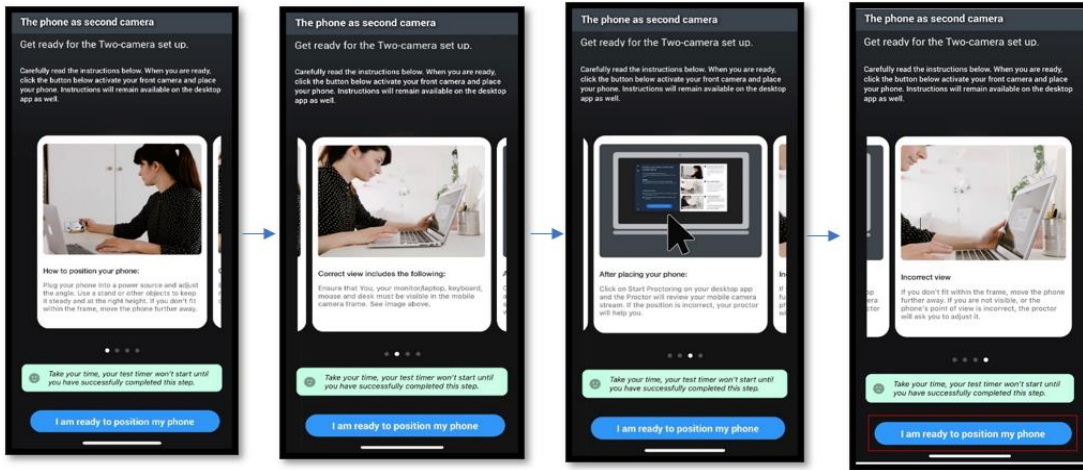 The phone as second camera
Get ready for the Two-camera set up.
Carefully read the instructions below. When you are ready,
click the button below activate your front camera and place
your phone. Instructions will remain available on the desktop
app as well.
How to position your phone:
Plug your phone into a power source and adjust
the angle. Use a stand or other objects to keep
it steady and at the right height. If you don't fit
within the frame, move the phone further away.
Take your time, your test timer won't start until
you have successfully completed this step.
I am ready to position my phone
The phone as second camera
Get ready for the Two-camera set up.
Carefully read the instructions below. When you are ready,
click the button below activate your front camera and place
your phone. Instructions will remain available on the desktop
app as well.
Correct view includes the following:
Ensure that You, your monitor/laptop, keyboard,
mouse and desk must be visible in the mobile
camera frame. See image above.
Take your time, your test timer won't start until
you have successfully completed this step.
I am ready to position my phone
The phone as second camera
Get ready for the Two-camera set up.
Carefully read the instructions below. When you are ready,
click the button below activate your front camera and place
your phone. Instructions will remain available on the desktop
app as well.
After placing your phone:
Click on Start Proctoring on your desktop app
and the Proctor will review your mobile camera
stream. If the position is incorrect, your proctor
will help you.
Take your time, your test timer won't start until
you have successfully completed this step.
I am ready to position my phone
The phone as second camera
Get ready for the Two-camera set up.
Carefully read the instructions below. When you are ready,
click the button below activate your front camera and place
your phone. Instructions will remain available on the desktop
app as well.
Incorrect view
If you don't fit within the frame, move the phone
further away. If you are not visible, or the
phone's point of view is incorrect, the proctor
will ask you to adjust it.
Take your time, your test timer won't start until
you have successfully completed this step.
I am ready to position my phone